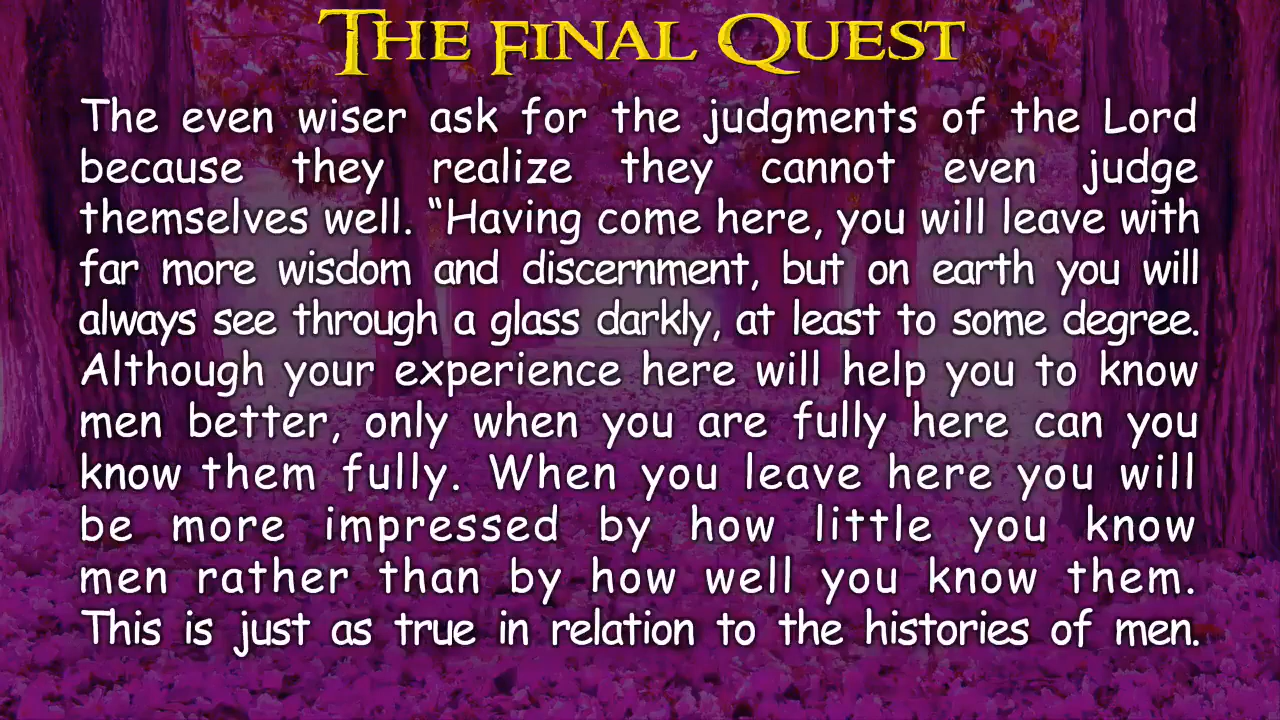 The Final Quest
The even wiser ask for the judgments of the Lord
because they realize they cannot even judge
themselves well. “Having come here, you will leave with
far more wisdom and discernment, but on earth you will
always see through a glass darkly, at least to some degree.
Although your experience here will help you to know
men better, only when you are fully here can you
know them fully. When you leave here you will
be more impressed by how little you know
men rather than by how well you know them.
This is just as true in relation to the histories of men.